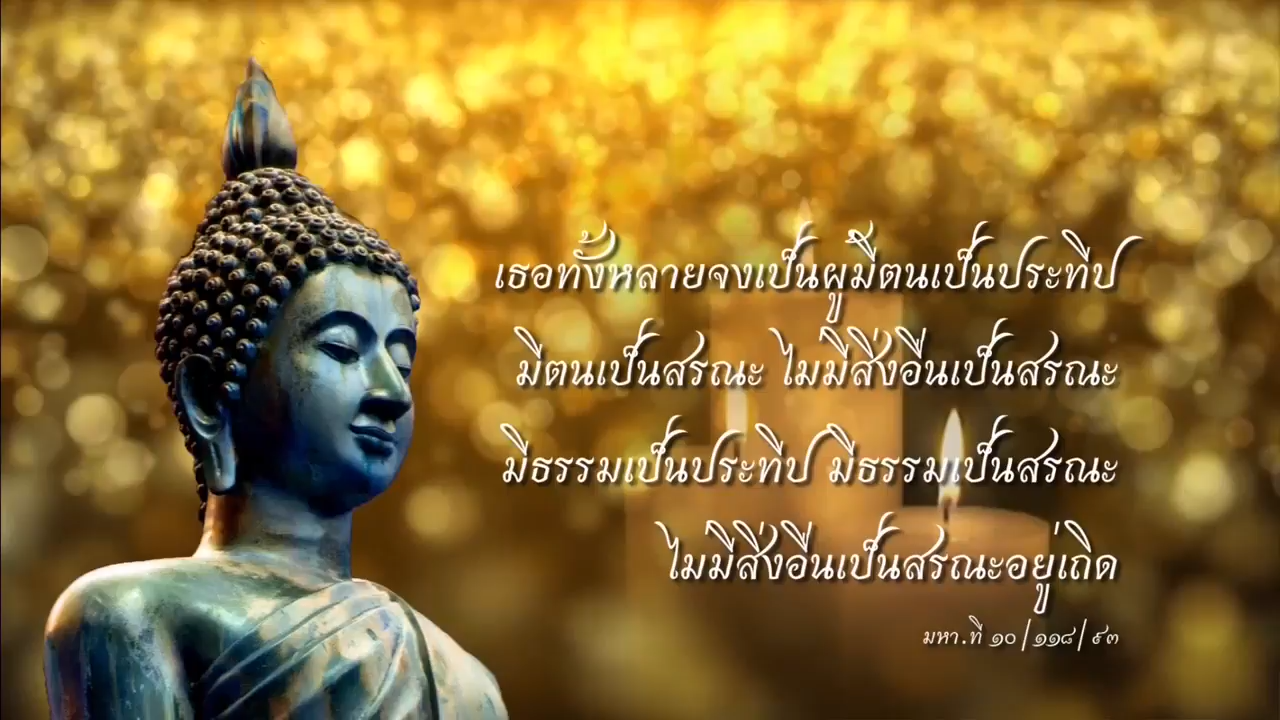 เธอทั้งหลายจงเป็นผู้มีตนเป็นประทีป
มีตนเป็นสรณะ ไม่มีสิ่งอื่นเป็นสรณะ
มีธรรมเป็นประทีป มีธรรมเป็นสรณะ
ไม่มีสิ่งอื่นเป็นสรณะอยู่เถิด
มหา.ที ๑๐/๑๑๘/๙๓